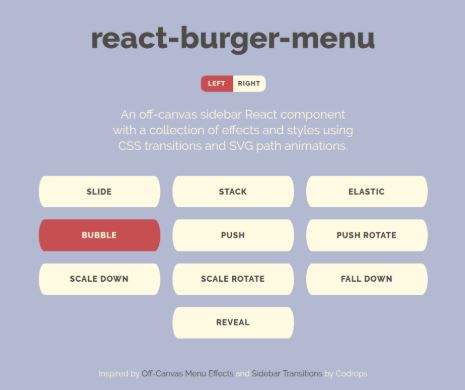 react-burger-menu
LEFT RIGHT
An off-canvas sidebar React component
with a collection of effects and styles using
CSS transitions and SVG path animations.
SLIDE STACK ELASTIC
BUBBLE PUSH PUSH ROTATE
SCALE DOWN SCALE ROTATE FALL DOWN
REVEAL
Inspired by Off-Canvas Menu Effects and Sidebar Transitions by Codrops